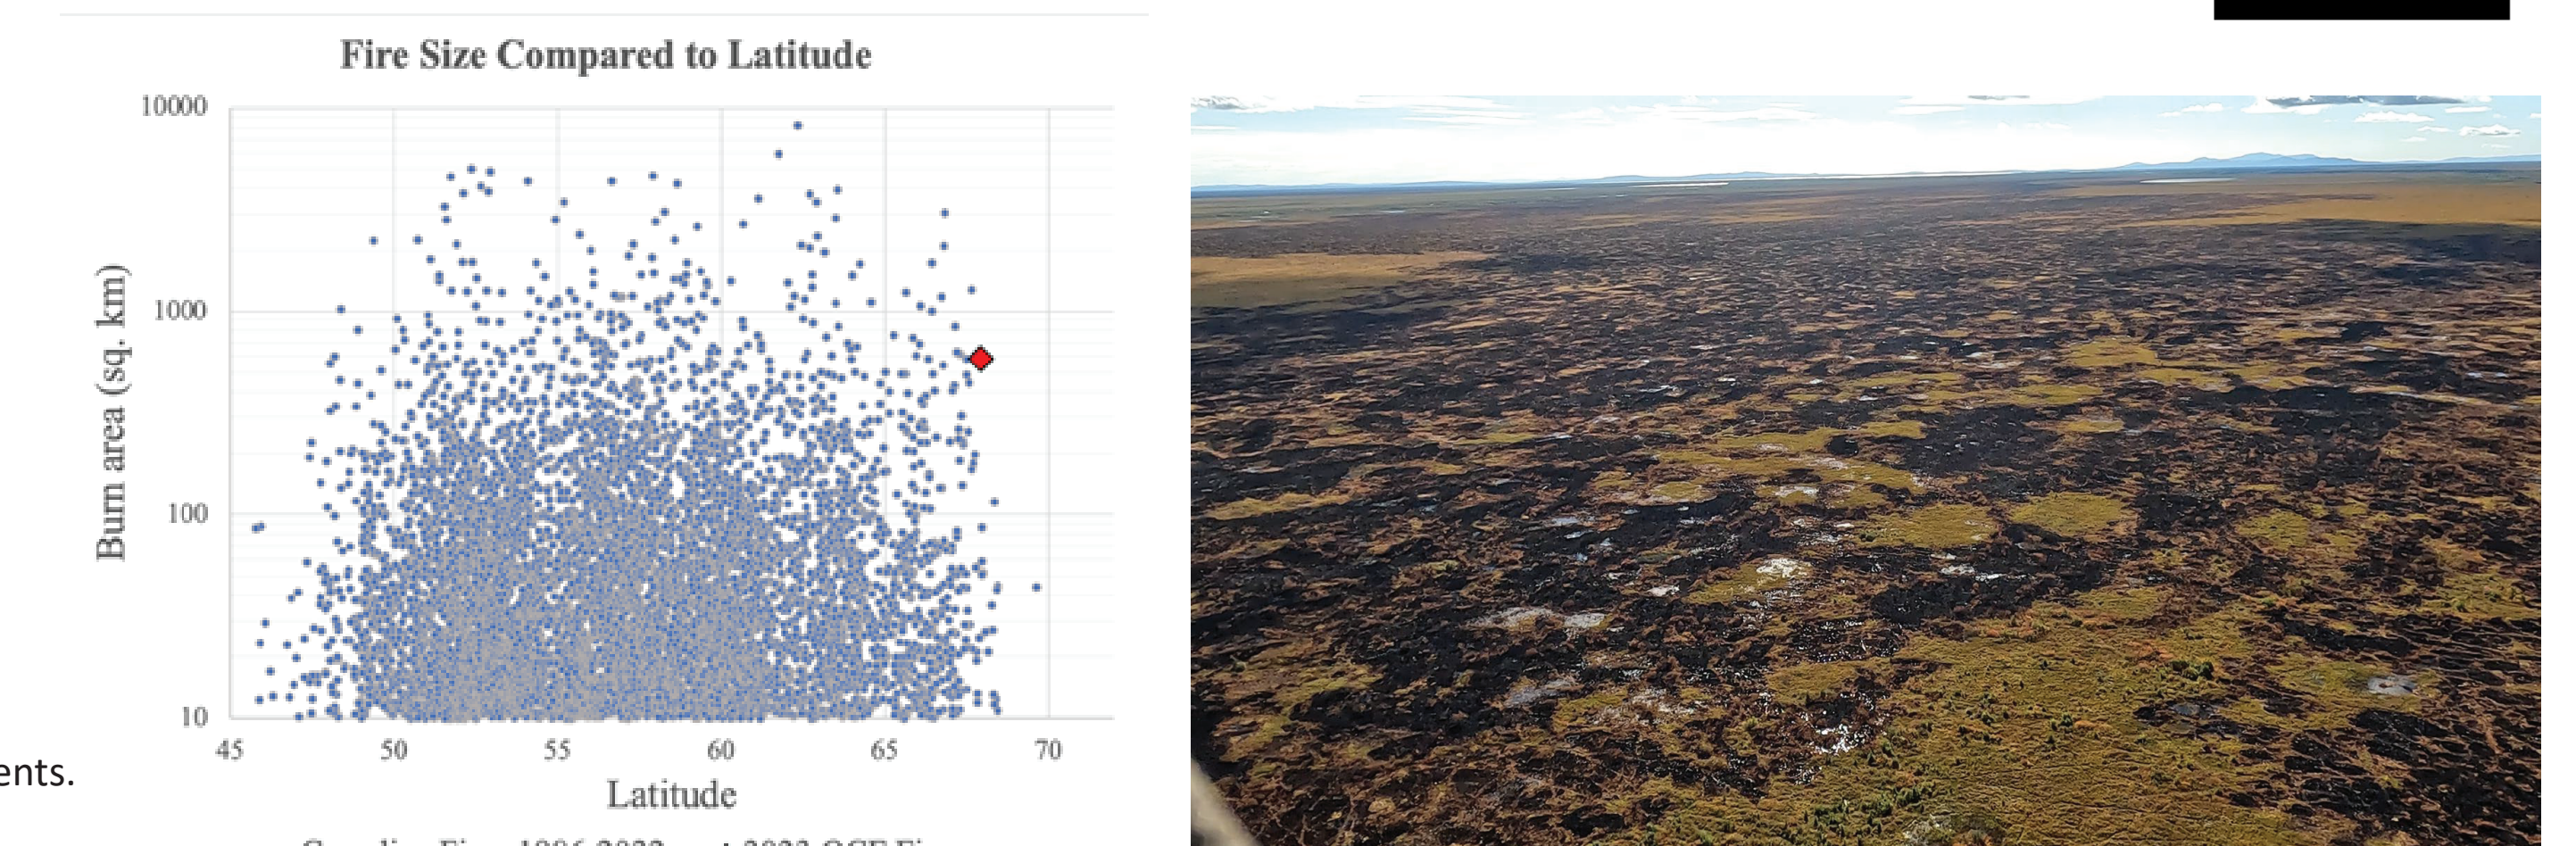 Fire Size Compared to Latitude
10000
1000
100
10
Burn area (sq. km)
45 50 55 60 65 70
Latitude
ents.